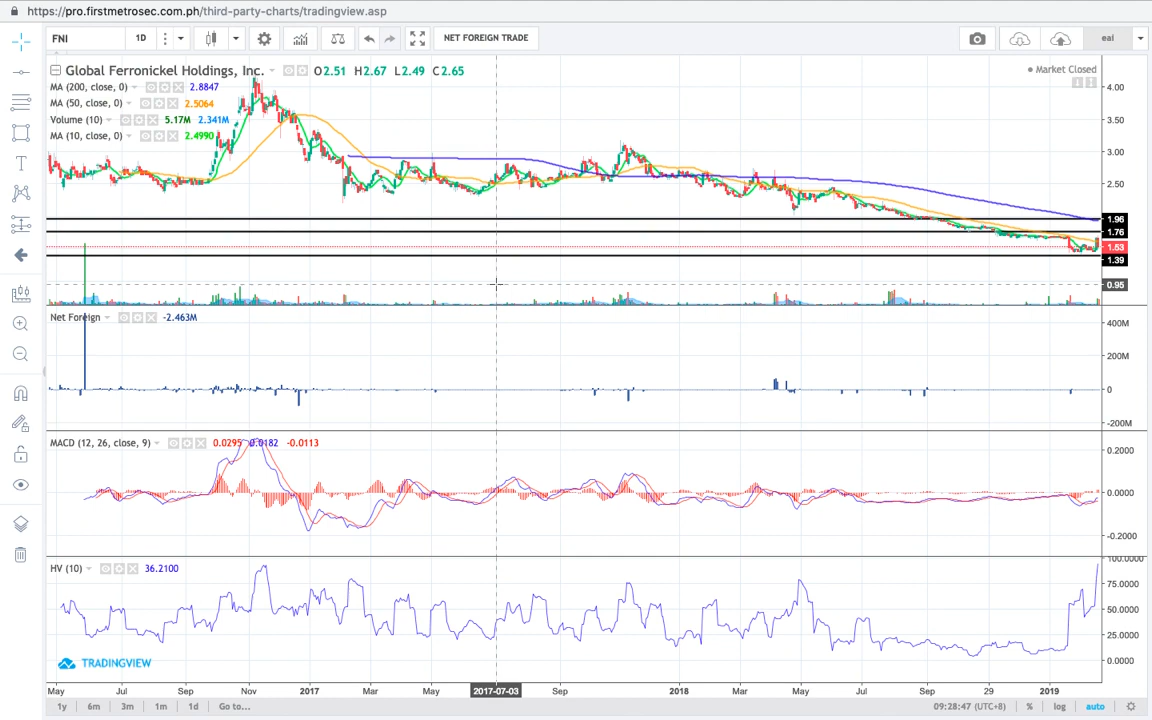 https://pro.firstmetrosec.com.ph/third-party-charts/tradingview.asp
FNI 1D NET FOREIGN TRADE eai
Global Ferronickel Holdings, Inc. O2.51 H2.67 L2.49 C2.65
Market Closed
MA (200, close, 0) 2.8847
MA (50, close, 0) 2.5064
Volume (10) 5.17M 2.341M
MA (10, close, 0) 2.4990
4.00
3.50
3.00
2.50
1.96
1.76
1.53
1.39
0.95
Net Foreign -2.463M
400M
200M
0
-200M
MACD (12, 26, close, 9) 0.0295 0.0182 -0.0113
0.2000
0.0000
-0.2000
HV (10) 36.2100
100.0000
75.0000
50.0000
25.0000
0.0000
TRADINGVIEW
May Jul Sep Nov 2017 Mar May 2017-07-03 Sep 2018 Mar May Jul Sep 29 2019
1y 6m 3m 1m 1d Go to... 09:28:47 (UTC+8) % log auto